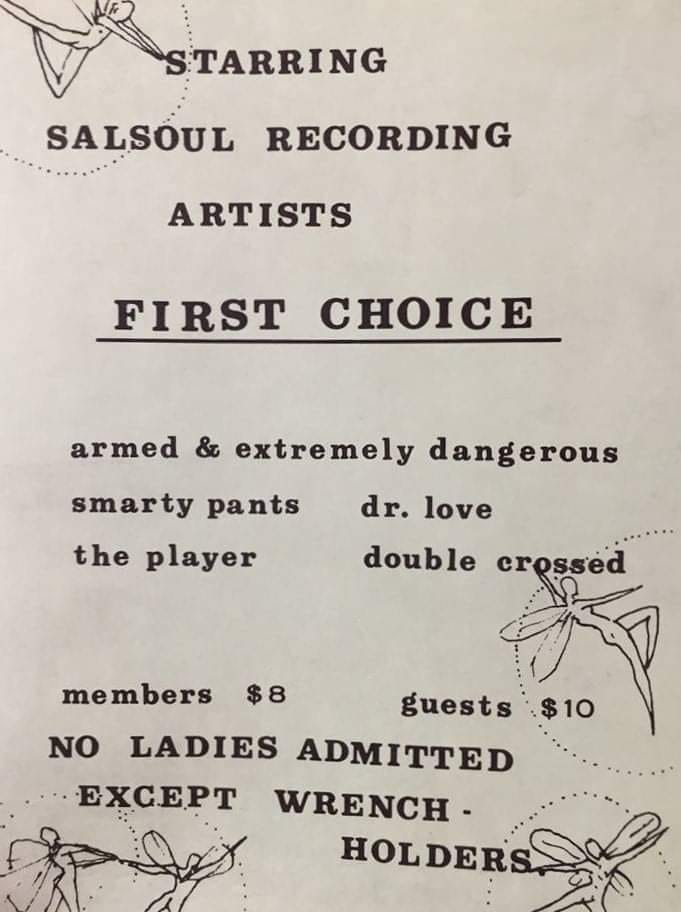 STARRING
SALSOUL RECORDING
ARTISTS
FIRST CHOICE
armed & extremely dangerous
smarty pants dr. love
the player double crossed
members $8 guests $10
NO LADIES ADMITTED
EXCEPT WRENCH -
HOLDERS.